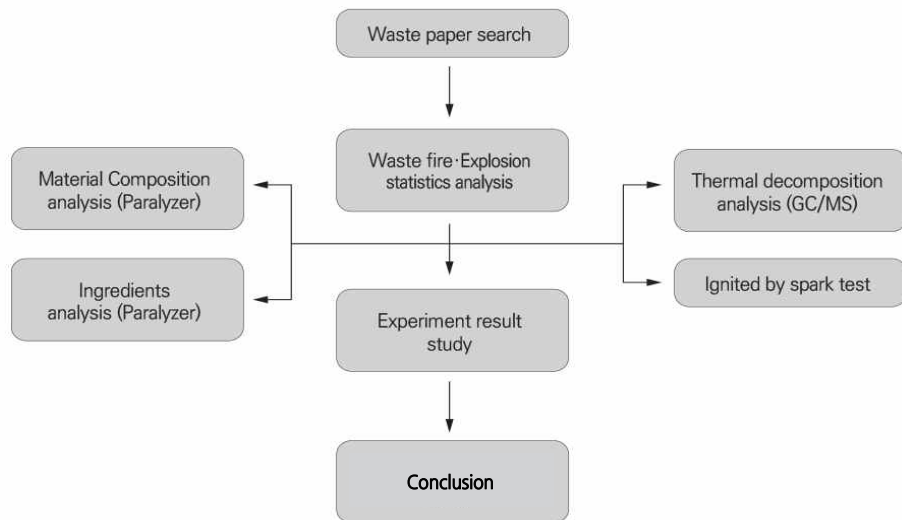 Waste paper search
Waste fire·Explosion
statistics analysis
Material Composition
analysis (Paralyzer)
Thermal decomposition
analysis (GC/MS)
Ingredients
analysis (Paralyzer)
Ignited by spark test
Experiment result
study
Conclusion